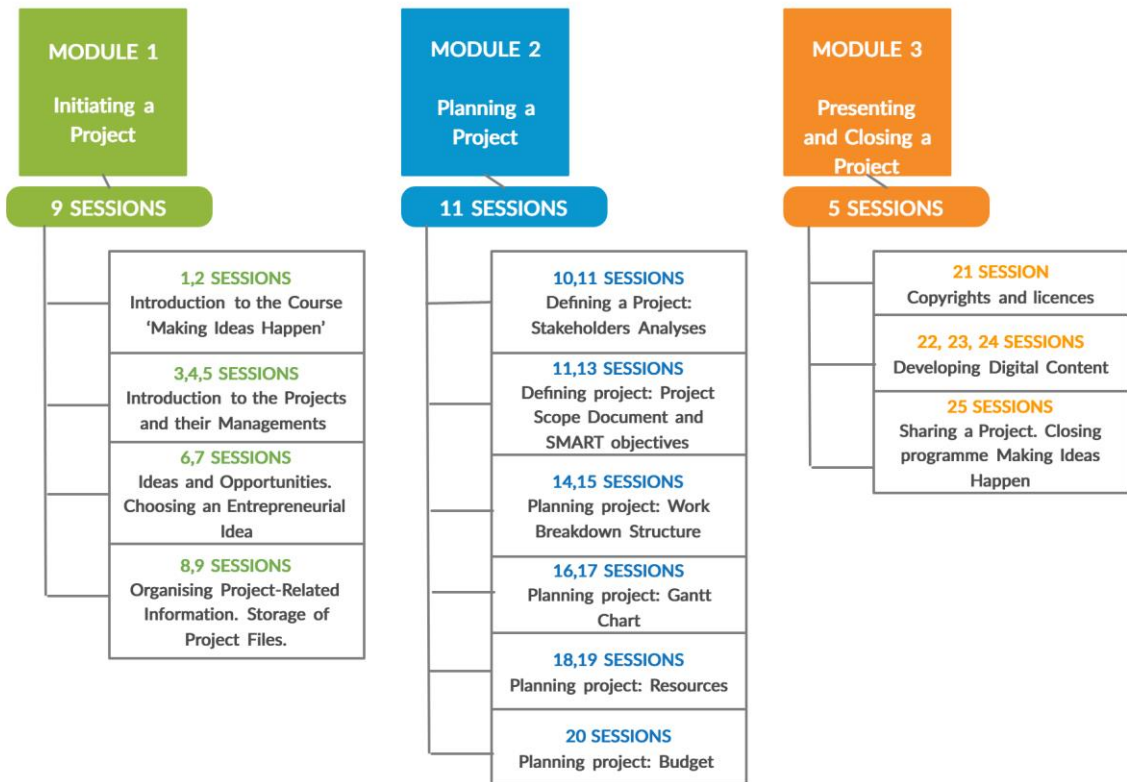 MODULE 1
Initiating a
Project
9 SESSIONS
1,2 SESSIONS
Introduction to the Course
‘Making Ideas Happen’
3,4,5 SESSIONS
Introduction to the Projects
and their Managements
6,7 SESSIONS
Ideas and Opportunities.
Choosing an Entrepreneurial
Idea
8,9 SESSIONS
Organising Project-Related
Information. Storage of
Project Files.
MODULE 2
Planning a
Project
11 SESSIONS
10,11 SESSIONS
Defining a Project:
Stakeholders Analyses
11,13 SESSIONS
Defining project: Project
Scope Document and
SMART objectives
14,15 SESSIONS
Planning project: Work
Breakdown Structure
16,17 SESSIONS
Planning project: Gantt
Chart
18,19 SESSIONS
Planning project: Resources
20 SESSIONS
Planning project: Budget
MODULE 3
Presenting
and Closing a
Project
5 SESSIONS
21 SESSION
Copyrights and licences
22, 23, 24 SESSIONS
Developing Digital Content
25 SESSIONS
Sharing a Project. Closing
programme Making Ideas
Happen